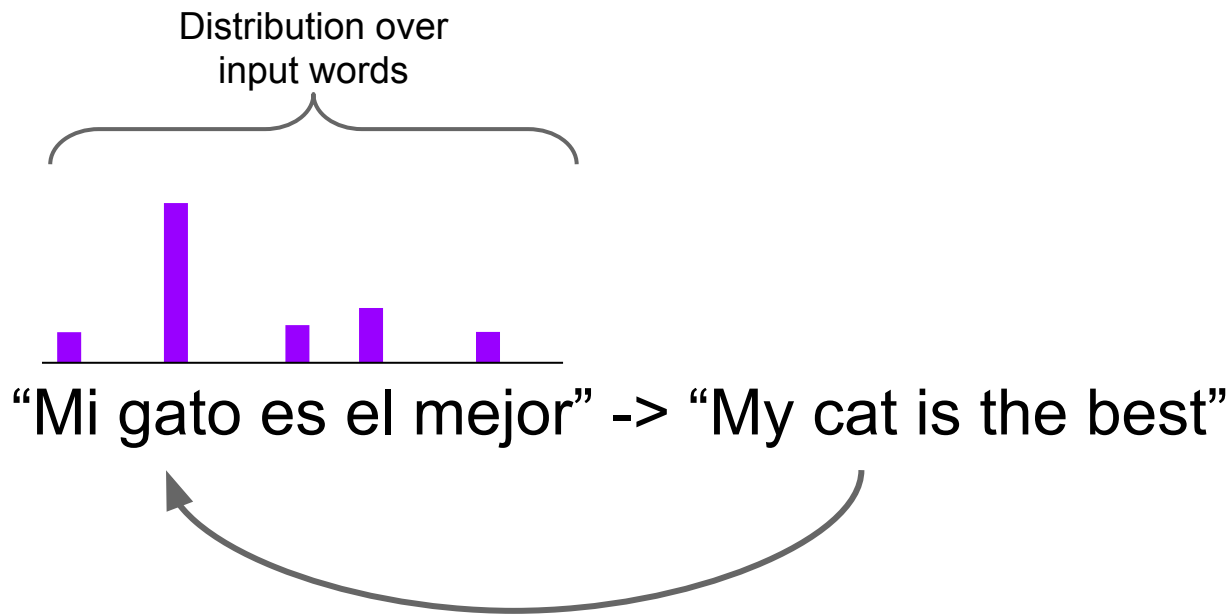 Distribution over
input words
“Mi gato es el mejor” -> “My cat is the best”